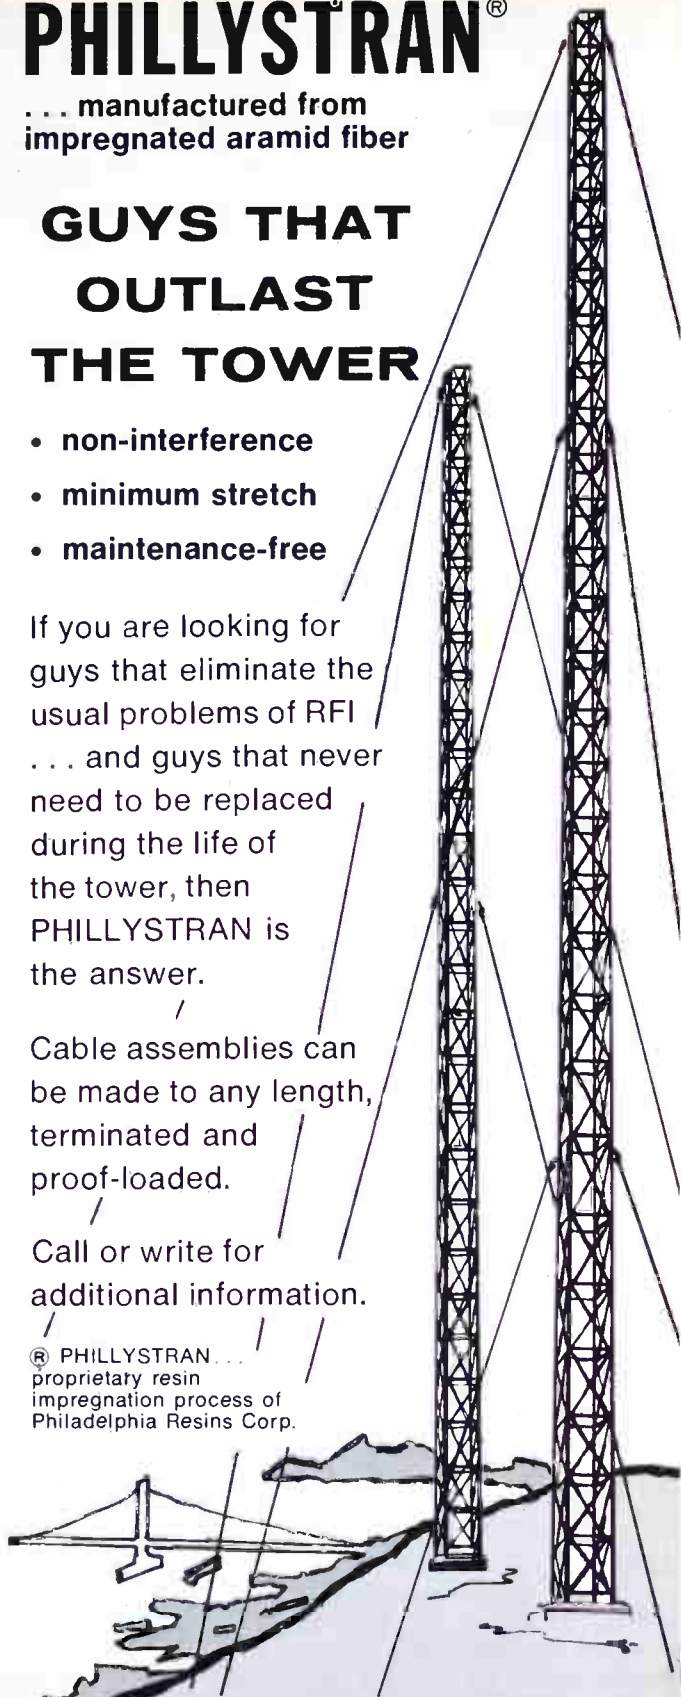 PHILLYSTRAN®
... manufactured from
impregnated aramid fiber
GUYS THAT
OUTLAST
THE TOWER
• non-interference
• minimum stretch
• maintenance-free
If you are looking for
guys that eliminate the
usual problems of RFI
... and guys that never
need to be replaced
during the life of
the tower, then
PHILLYSTRAN is
the answer.
Cable assemblies can
be made to any length,
terminated and
proof-loaded.
Call or write for
additional information.
® PHILLYSTRAN...
proprietary resin
impregnation process of
Philadelphia Resins Corp.